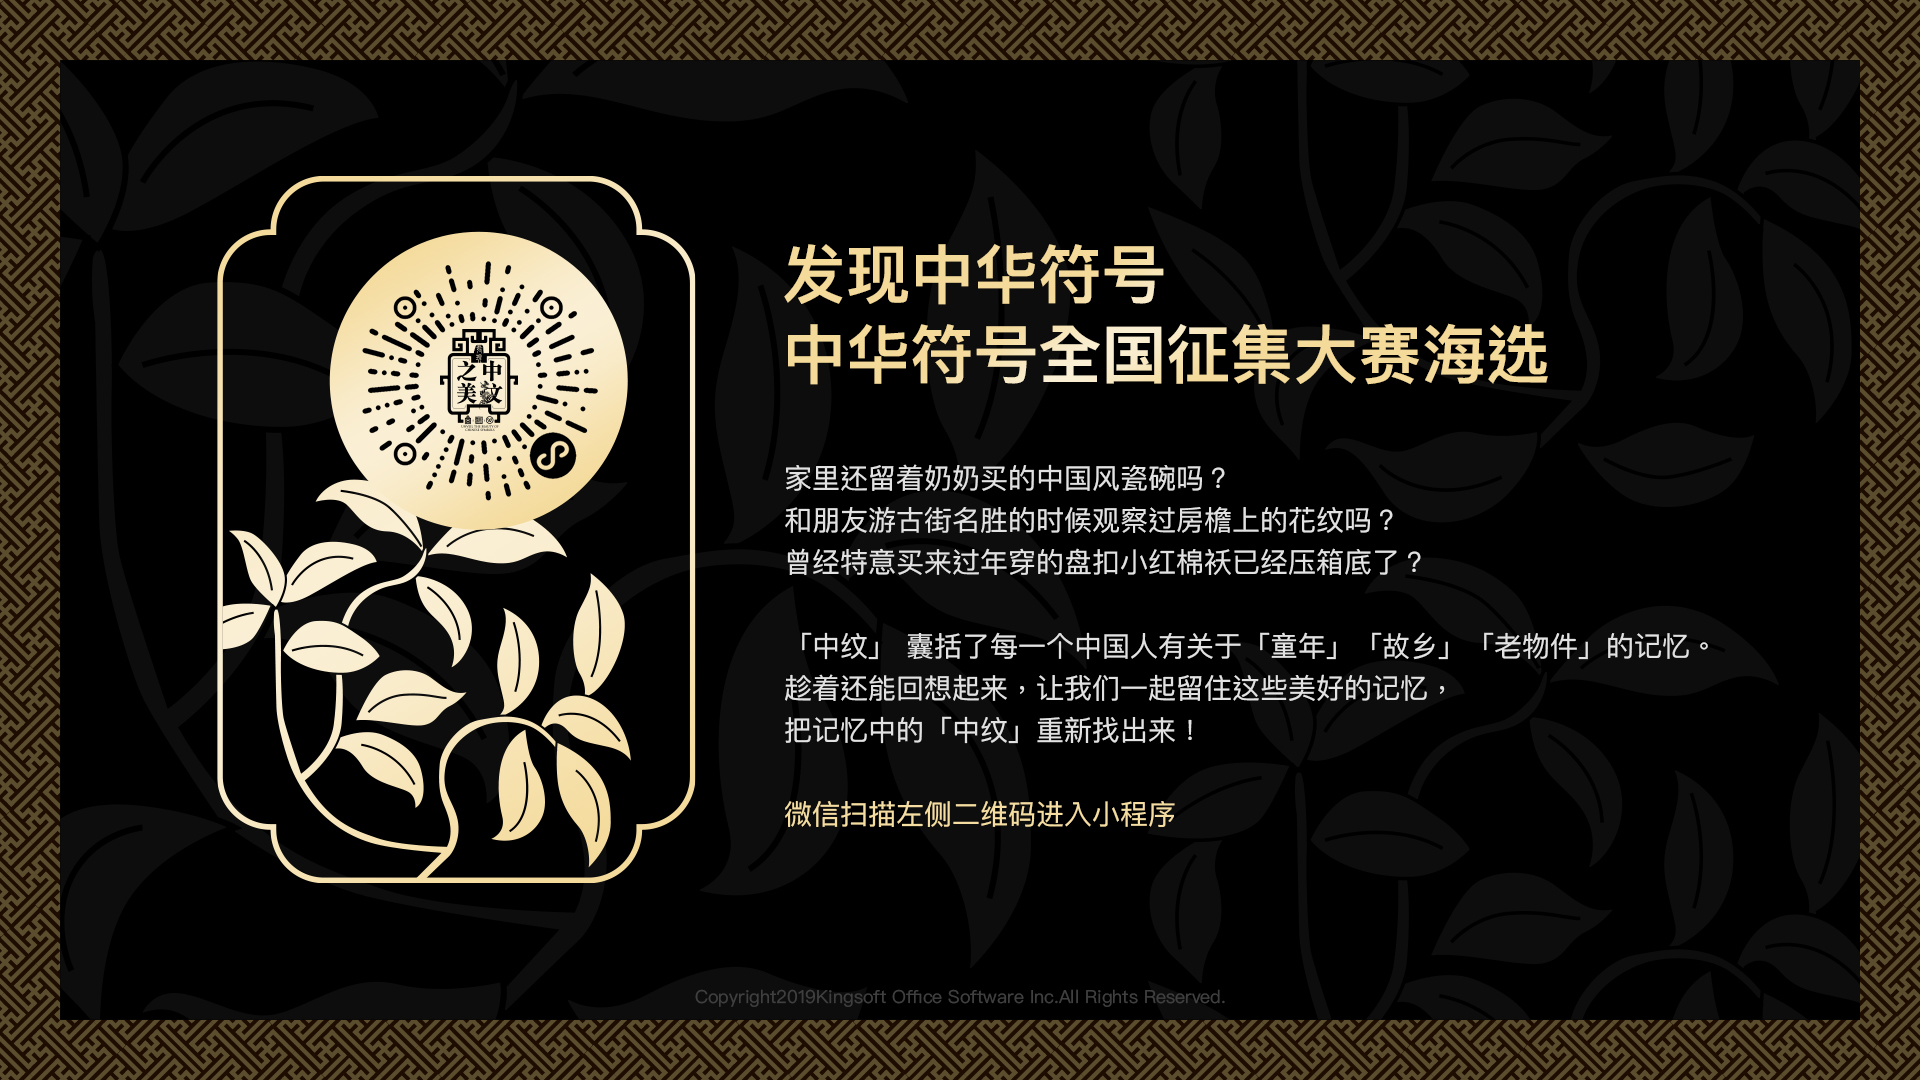 中纹
之美
发现中华符号
中华符号全国征集大赛海选
家里还留着奶奶买的中国风瓷碗吗？
和朋友游古街名胜的时候观察过房檐上的花纹吗？
曾经特意买来过年穿的盘扣小红棉袄已经压箱底了？
「中纹」 囊括了每一个中国人有关于「童年」「故乡」「老物件」的记忆。
趁着还能回想起来，让我们一起留住这些美好的记忆，
把记忆中的「中纹」重新找出来！
微信扫描左侧二维码进入小程序
Copyright2019Kingsoft Office Software Inc.All Rights Reserved.